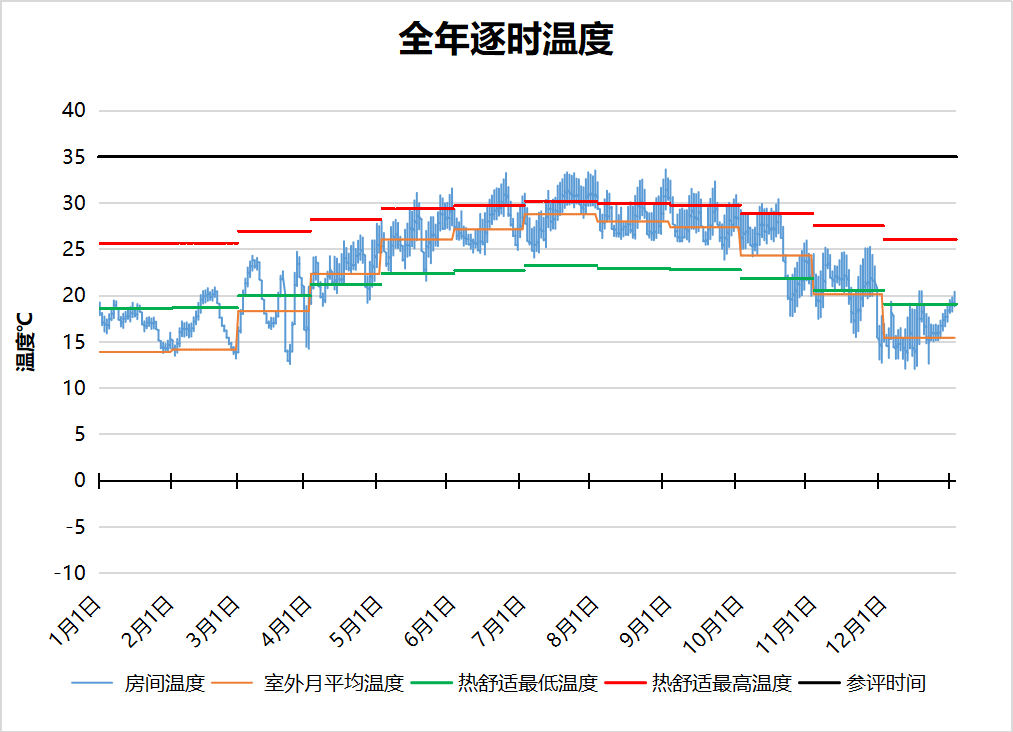 全年逐时温度
40
35
30
25
20
15
10
5
0
-5
-10
温度℃
1月1日
2月1日
3月1日
4月1日
5月1日
6月1日
7月1日
8月1日
9月1日
10月1日
11月1日
12月1日
房间温度
室外月平均温度
热舒适最低温度
热舒适最高温度
参评时间